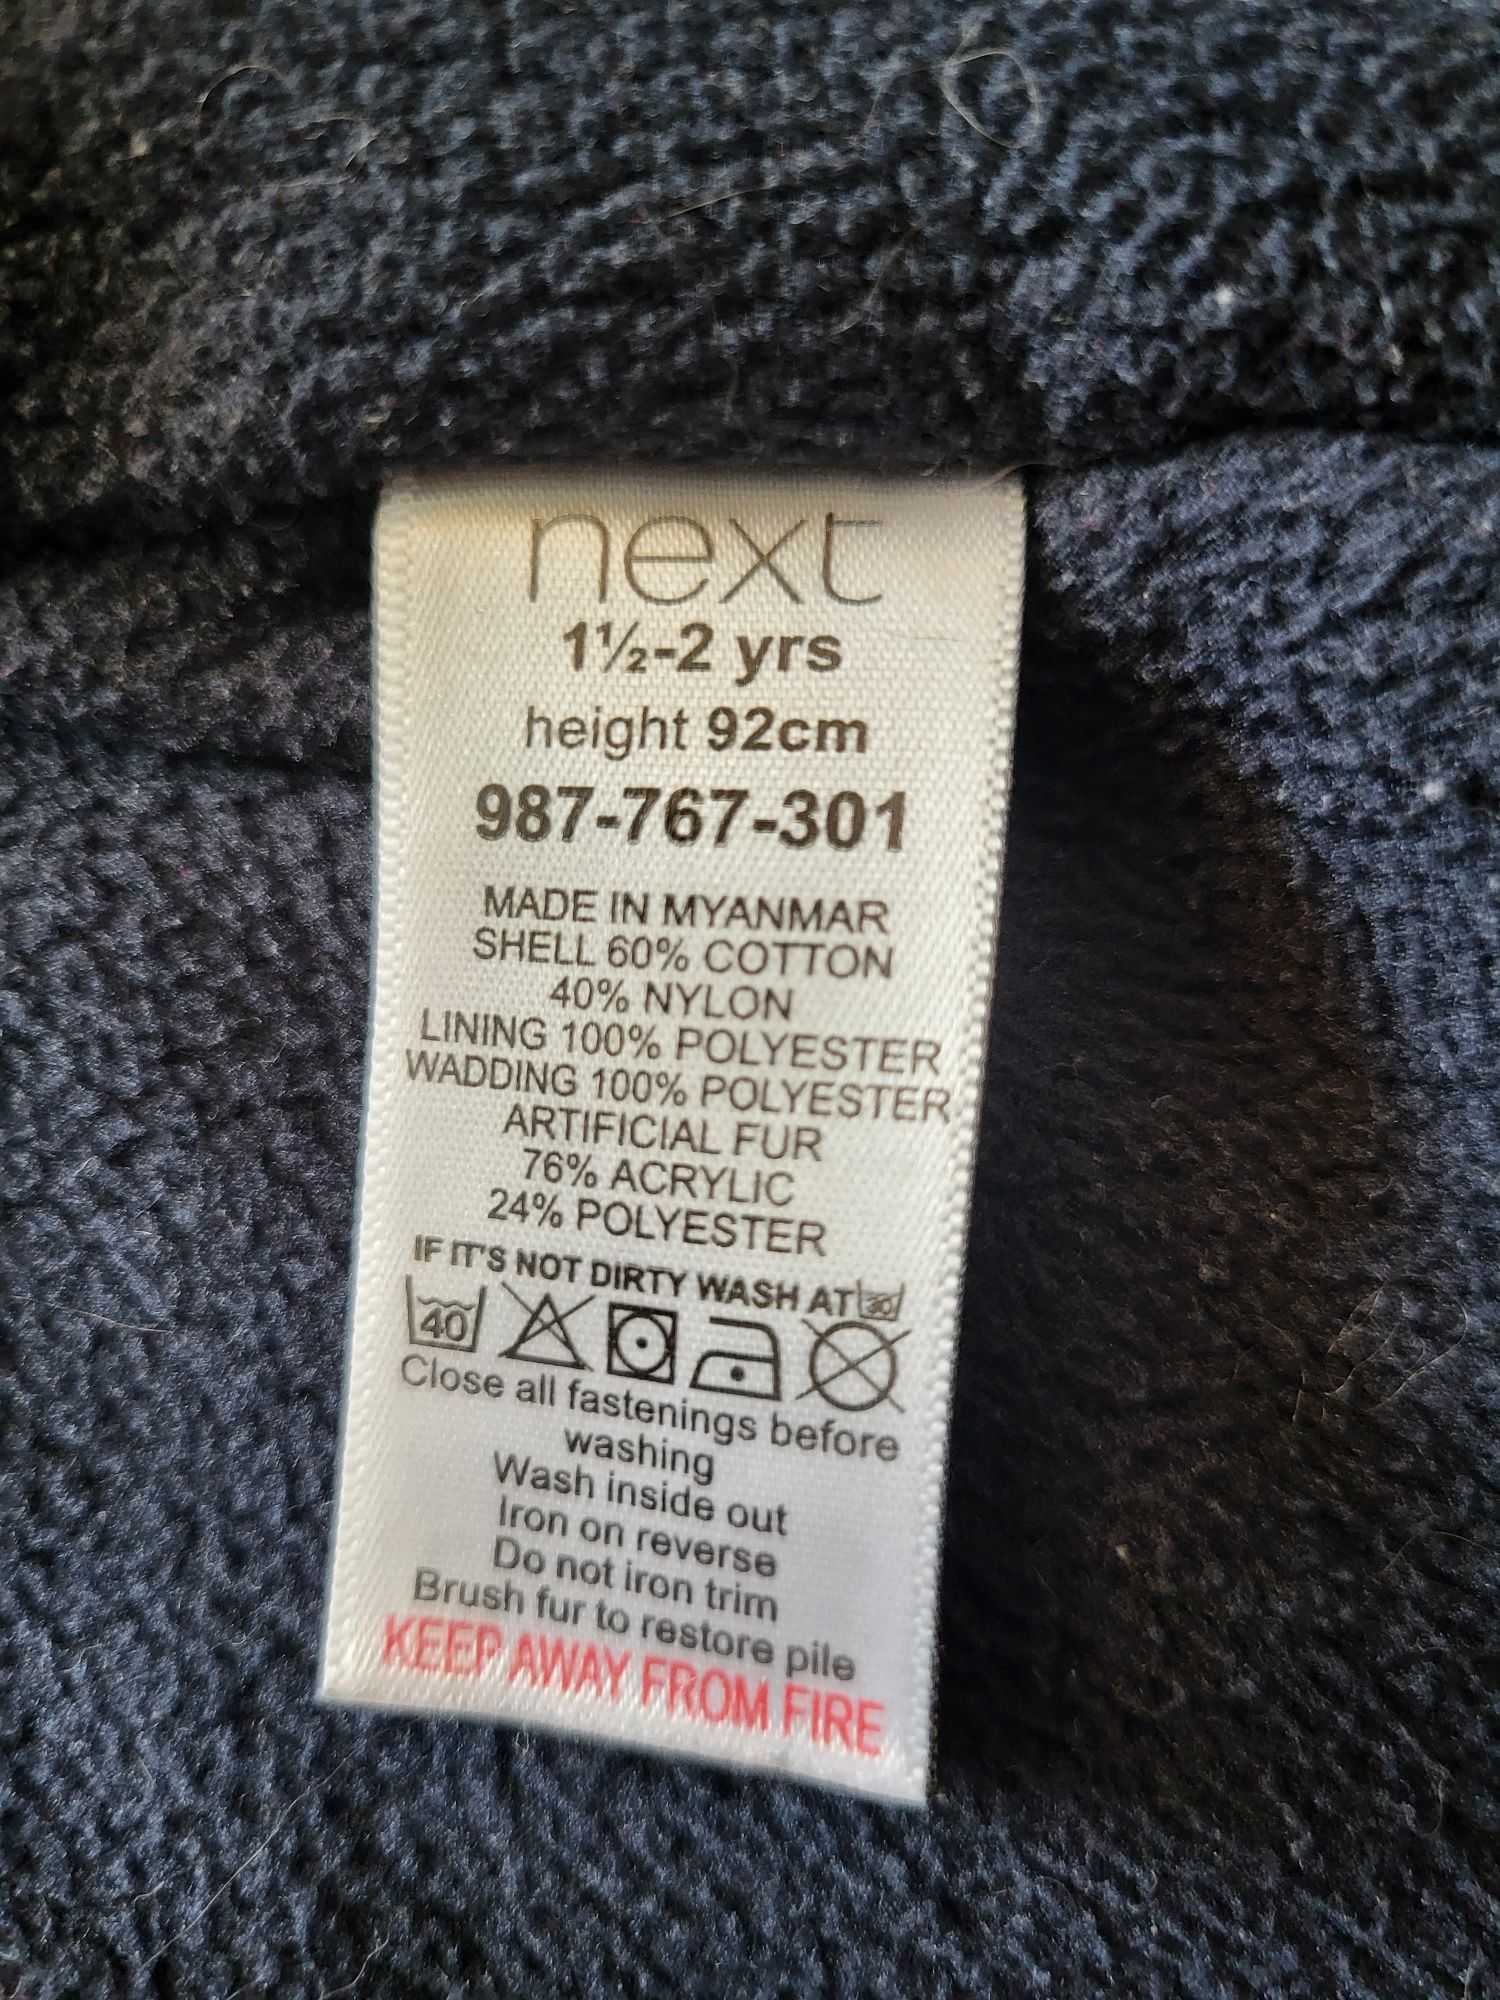 next
1½-2 yrs
height 92cm
987-767-301
MADE IN MYANMAR
SHELL 60% COTTON
40% NYLON
LINING 100% POLYESTER
WADDING 100% POLYESTER
ARTIFICIAL FUR
76% ACRYLIC
24% POLYESTER
IF IT'S NOT DIRTY WASH AT 30
40
Close all fastenings before
washing
Wash inside out
Iron on reverse
Do not iron trim
Brush fur to restore pile
KEEP AWAY FROM FIRE